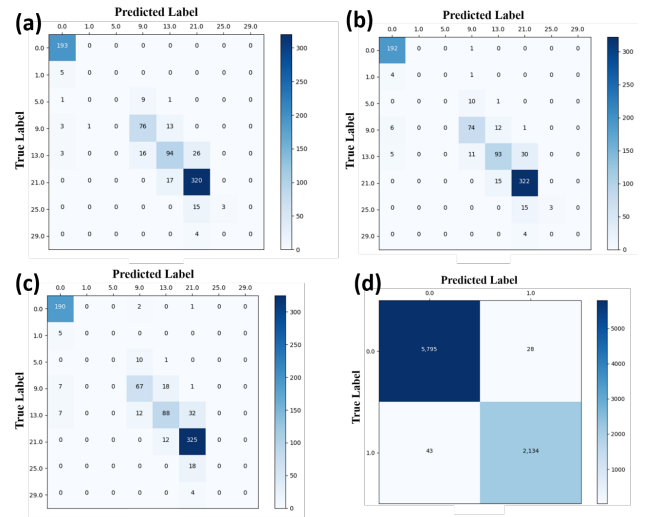 (a)
Predicted Label
0.0 1.0 5.0 9.0 13.0 21.0 25.0 29.0
True Label
0.0 193 0 0 0 0 0 0 0
1.0 5 0 0 0 0 0 0 0
5.0 1 0 0 9 1 0 0 0
9.0 3 1 0 76 13 0 0 0
13.0 3 0 0 16 94 26 0 0
21.0 0 0 0 0 17 320 0 0
25.0 0 0 0 0 0 15 3 0
29.0 0 0 0 0 0 4 0 0
300
250
200
150
100
50
0
(b)
Predicted Label
0.0 1.0 5.0 9.0 13.0 21.0 25.0 29.0
True Label
0.0 192 0 0 1 0 0 0 0
1.0 4 0 0 1 0 0 0 0
5.0 0 0 0 10 1 0 0 0
9.0 6 0 0 74 12 1 0 0
13.0 5 0 0 11 93 30 0 0
21.0 0 0 0 0 15 322 0 0
25.0 0 0 0 0 0 15 3 0
29.0 0 0 0 0 0 4 0 0
300
250
200
150
100
50
0
(c)
Predicted Label
0.0 1.0 5.0 9.0 13.0 21.0 25.0 29.0
True Label
0.0 190 0 0 2 0 1 0 0
1.0 5 0 0 0 0 0 0 0
5.0 0 0 0 10 1 0 0 0
9.0 7 0 0 67 18 1 0 0
13.0 7 0 0 12 88 32 0 0
21.0 0 0 0 0 12 325 0 0
25.0 0 0 0 0 0 18 0 0
29.0 0 0 0 0 0 4 0 0
300
250
200
150
100
50
0
(d)
Predicted Label
0.0 1.0
True Label
0.0 5,795 28
1.0 43 2,134
5000
4000
3000
2000
1000